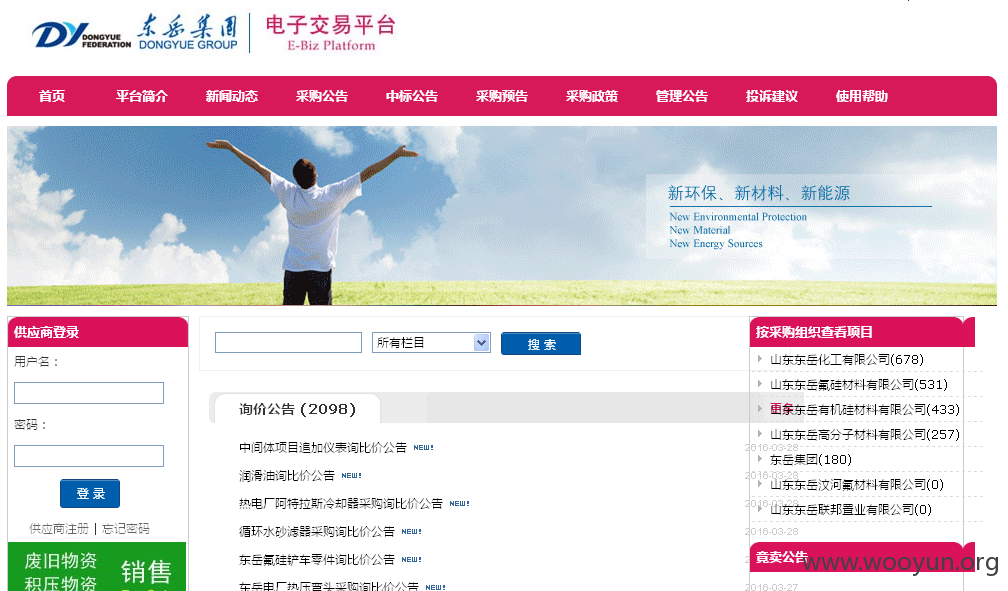 DY DONGYUE FEDERATION 东岳集团 DONGYUE GROUP
电子交易平台
E-Biz Platform
首页 平台简介 新闻动态 采购公告 中标公告 采购预告 采购政策 管理公告 投诉建议 使用帮助
新环保、新材料、新能源
New Environmental Protection
New Material
New Energy Sources
供应商登录
用户名：
密码：
登 录
供应商注册 | 忘记密码
废旧物资
积压物资
销售
所有栏目
搜 索
询价公告 (2098)
更多
中间体项目追加仪表询比价公告 NEW!
2016-03-28
润滑油询比价公告 NEW!
2016-03-28
热电厂阿特拉斯冷却器采购询比价公告 NEW!
2016-03-28
循环水砂滤器采购询比价公告 NEW!
2016-03-28
东岳氟硅铲车零件询比价公告 NEW!
东岳电厂热压弯头采购询比价公告 NEW!
2016-03-27
按采购组织查看项目
山东东岳化工有限公司(678)
山东东岳氟硅材料有限公司(531)
山东东岳有机硅材料有限公司(433)
山东东岳高分子材料有限公司(257)
东岳集团(180)
山东东岳汶河氟材料有限公司(0)
山东东岳联邦置业有限公司(0)
竞卖公告
www.wooyun.org